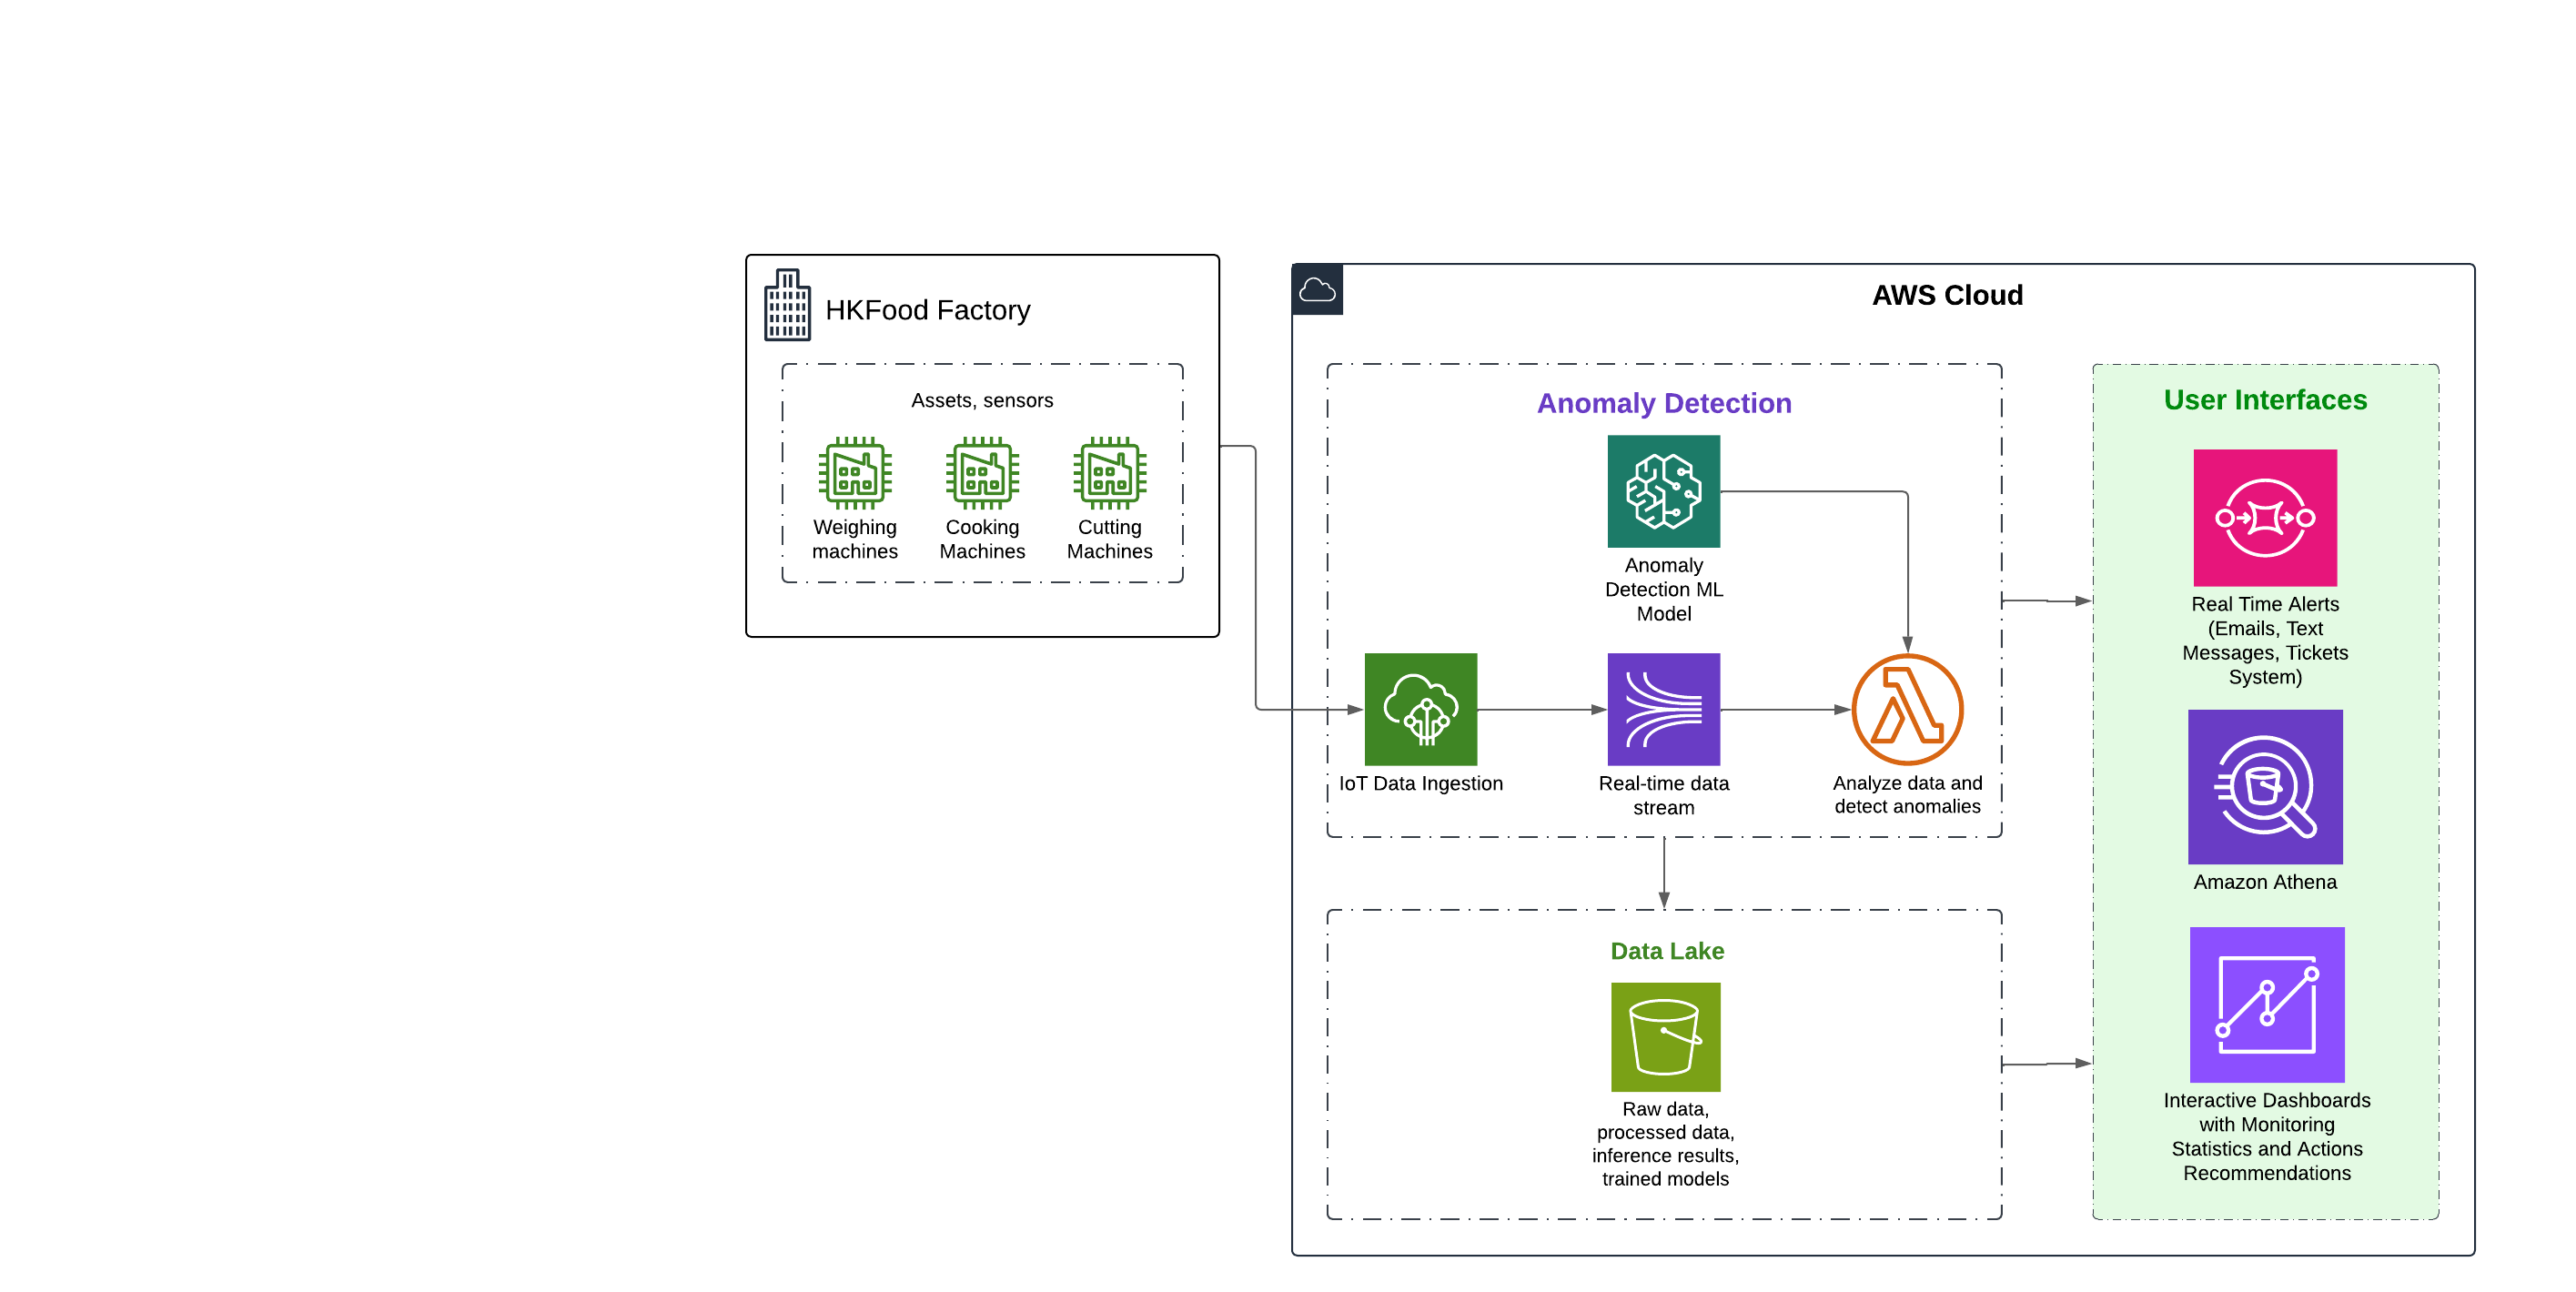 HKFood Factory
Assets, sensors
Weighing
machines
Cooking
Machines
Cutting
Machines
AWS Cloud
Anomaly Detection
Anomaly
Detection ML
Model
IoT Data Ingestion
Real-time data
stream
Analyze data and
detect anomalies
Data Lake
Raw data,
processed data,
inference results,
trained models
User Interfaces
Real Time Alerts
(Emails, Text
Messages, Tickets
System)
Amazon Athena
Interactive Dashboards
with Monitoring
Statistics and Actions
Recommendations